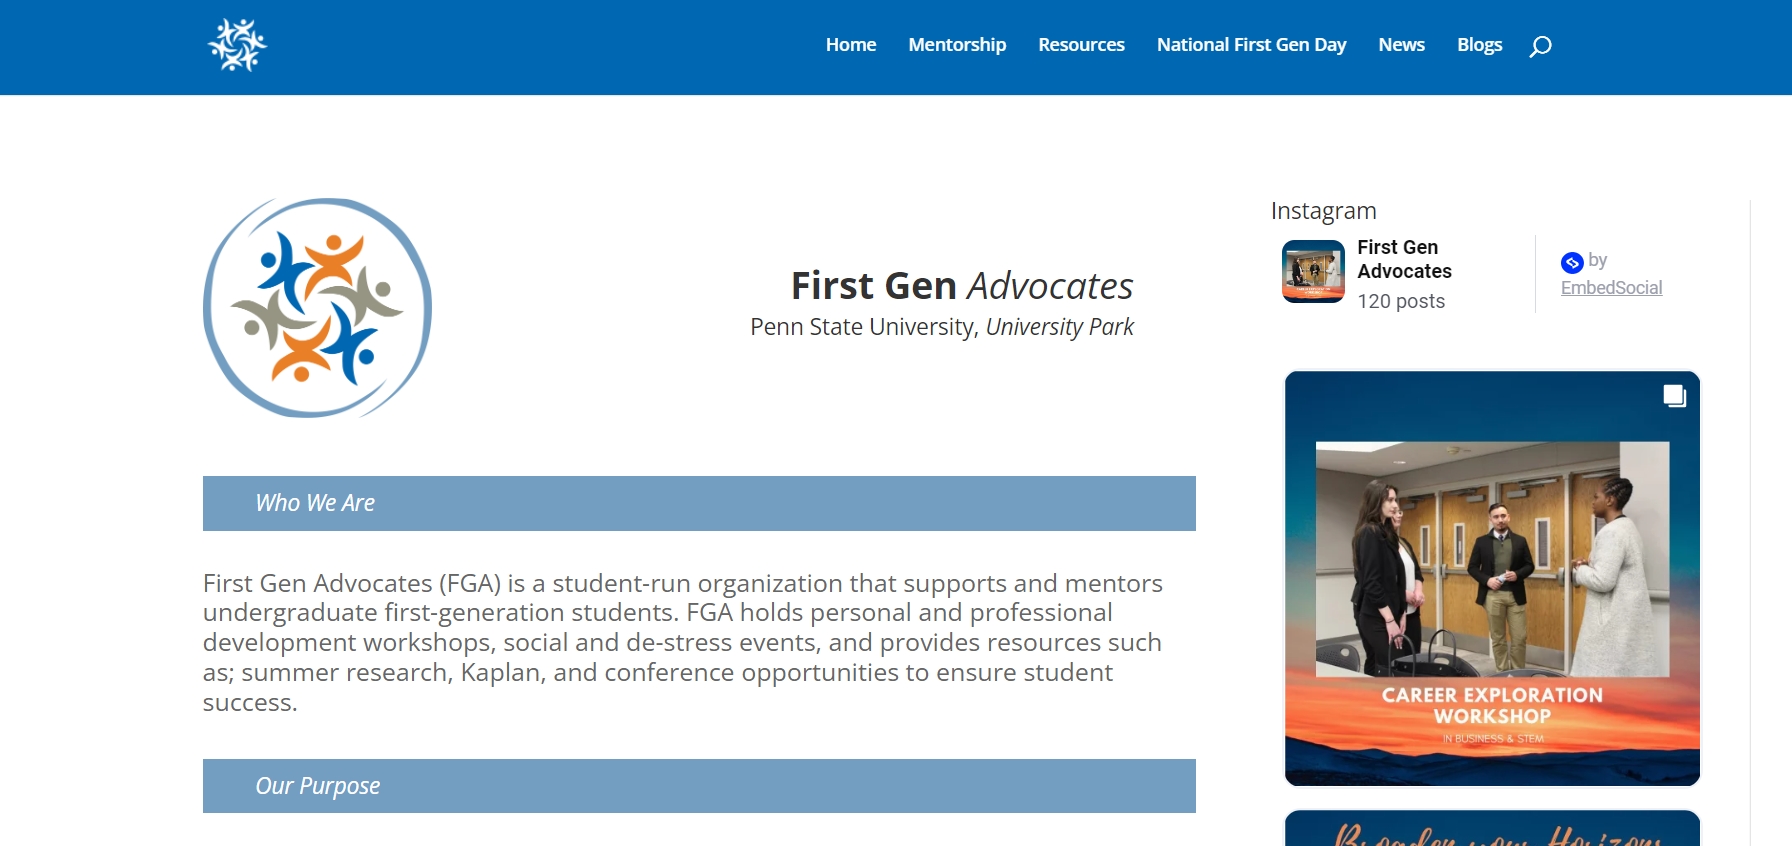 Home Mentorship Resources National First Gen Day News Blogs
First Gen Advocates
Penn State University, University Park
Who We Are
First Gen Advocates (FGA) is a student-run organization that supports and mentors
undergraduate first-generation students. FGA holds personal and professional
development workshops, social and de-stress events, and provides resources such
as; summer research, Kaplan, and conference opportunities to ensure student
success.
Our Purpose
Instagram
First Gen
Advocates
120 posts
by
EmbedSocial
CAREER EXPLORATION
WORKSHOP
IN BUSINESS & STEM
Broaden your Horizons